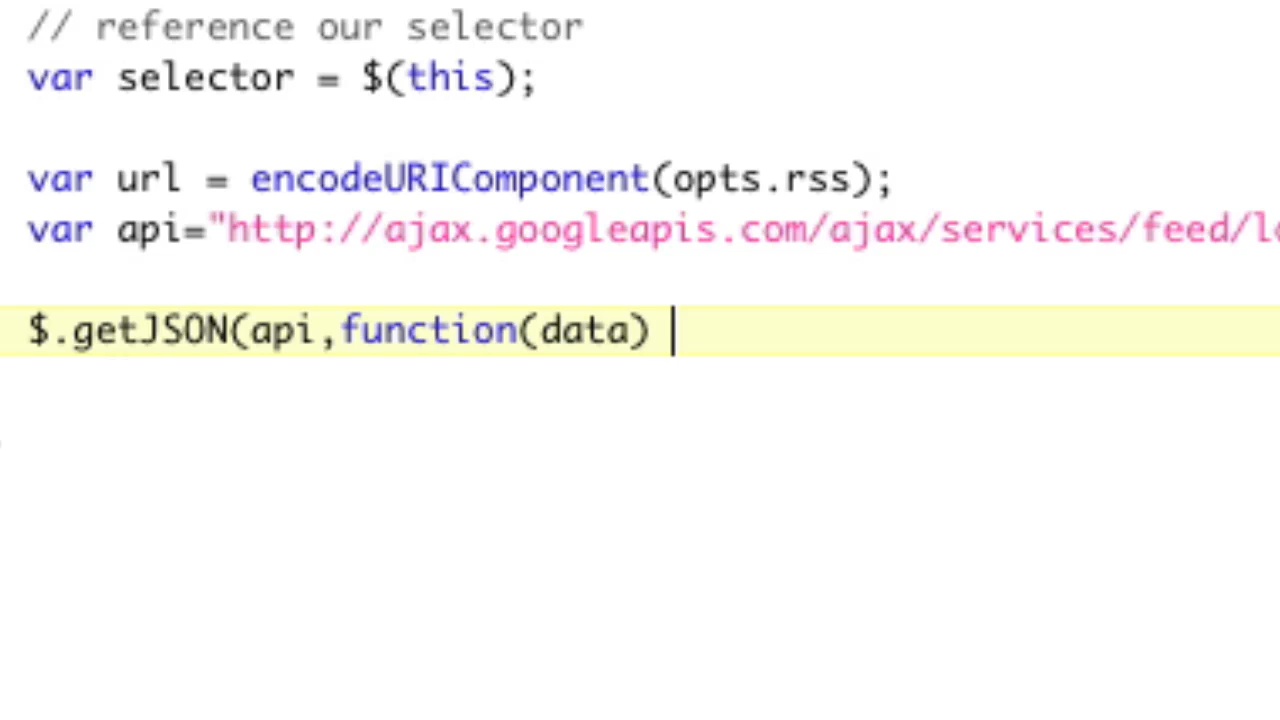 // reference our selector
var selector = $(this);
var url = encodeURIComponent(opts.rss);
var api="http://ajax.googleapis.com/ajax/services/feed/lo
$.getJSON(api,function(data)